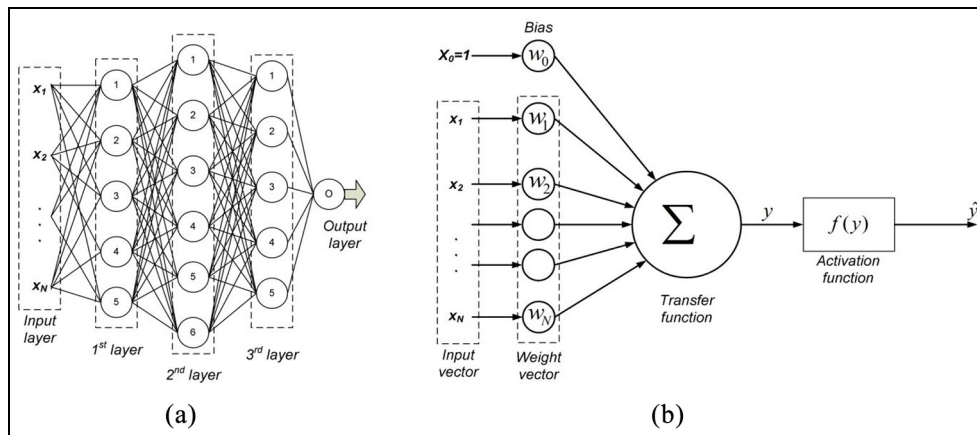 x1
x2
.
.
.
xN
Input
layer
1
2
3
4
5
1st layer
1
2
3
4
5
6
2nd layer
1
2
3
4
5
3rd layer
O
Output
layer
(a)
Bias
X0=1
w0
x1
w1
x2
w2
.
.
.
xN
wN
Input
vector
Weight
vector
Σ
Transfer
function
y
f(y)
Activation
function
ŷ
(b)